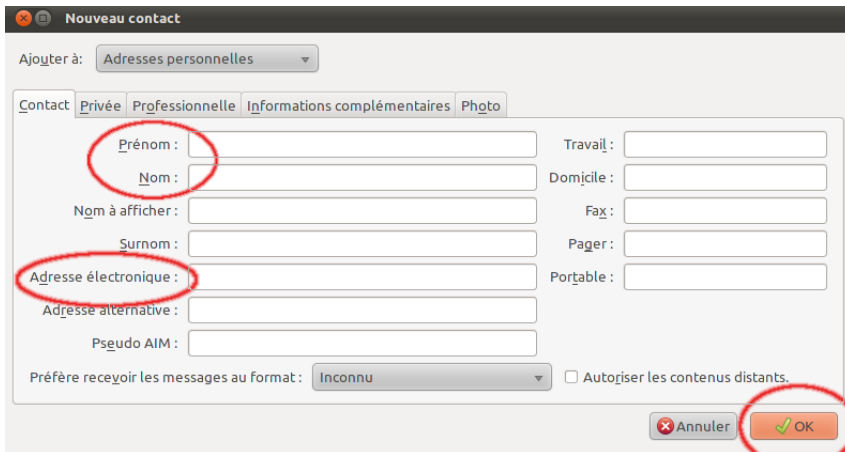 Nouveau contact
Ajouter à: Adresses personnelles
Contact Privée Professionnelle Informations complémentaires Photo
Prénom : Travail :
Nom : Domicile :
Nom à afficher : Fax :
Surnom : Pager :
Adresse électronique : Portable :
Adresse alternative :
Pseudo AIM :
Préfère recevoir les messages au format : Inconnu Autoriser les contenus distants.
Annuler OK